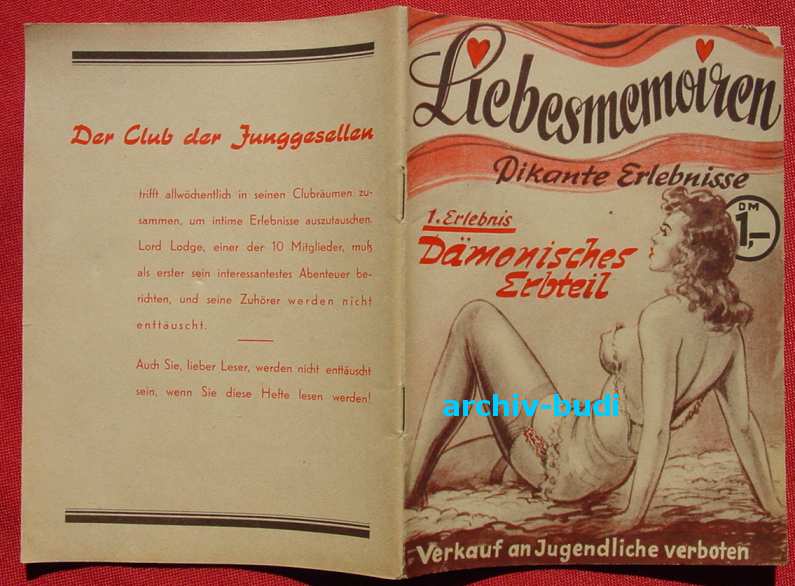 Der Club der Junggesellen
trifft allwöchentlich in seinen Clubräumen zu-
sammen, um intime Erlebnisse auszutauschen.
Lord Lodge, einer der 10 Mitglieder, muß
als erster sein interessantestes Abenteuer be-
richten, und seine Zuhörer werden nicht
enttäuscht.
Auch Sie, lieber Leser, werden nicht enttäuscht
sein, wenn Sie diese Hefte lesen werden!
Liebesmemoiren
Pikante Erlebnisse
DM
1,—
1. Erlebnis
Dämonisches
Erbteil
archiv-budi
Verkauf an Jugendliche verboten